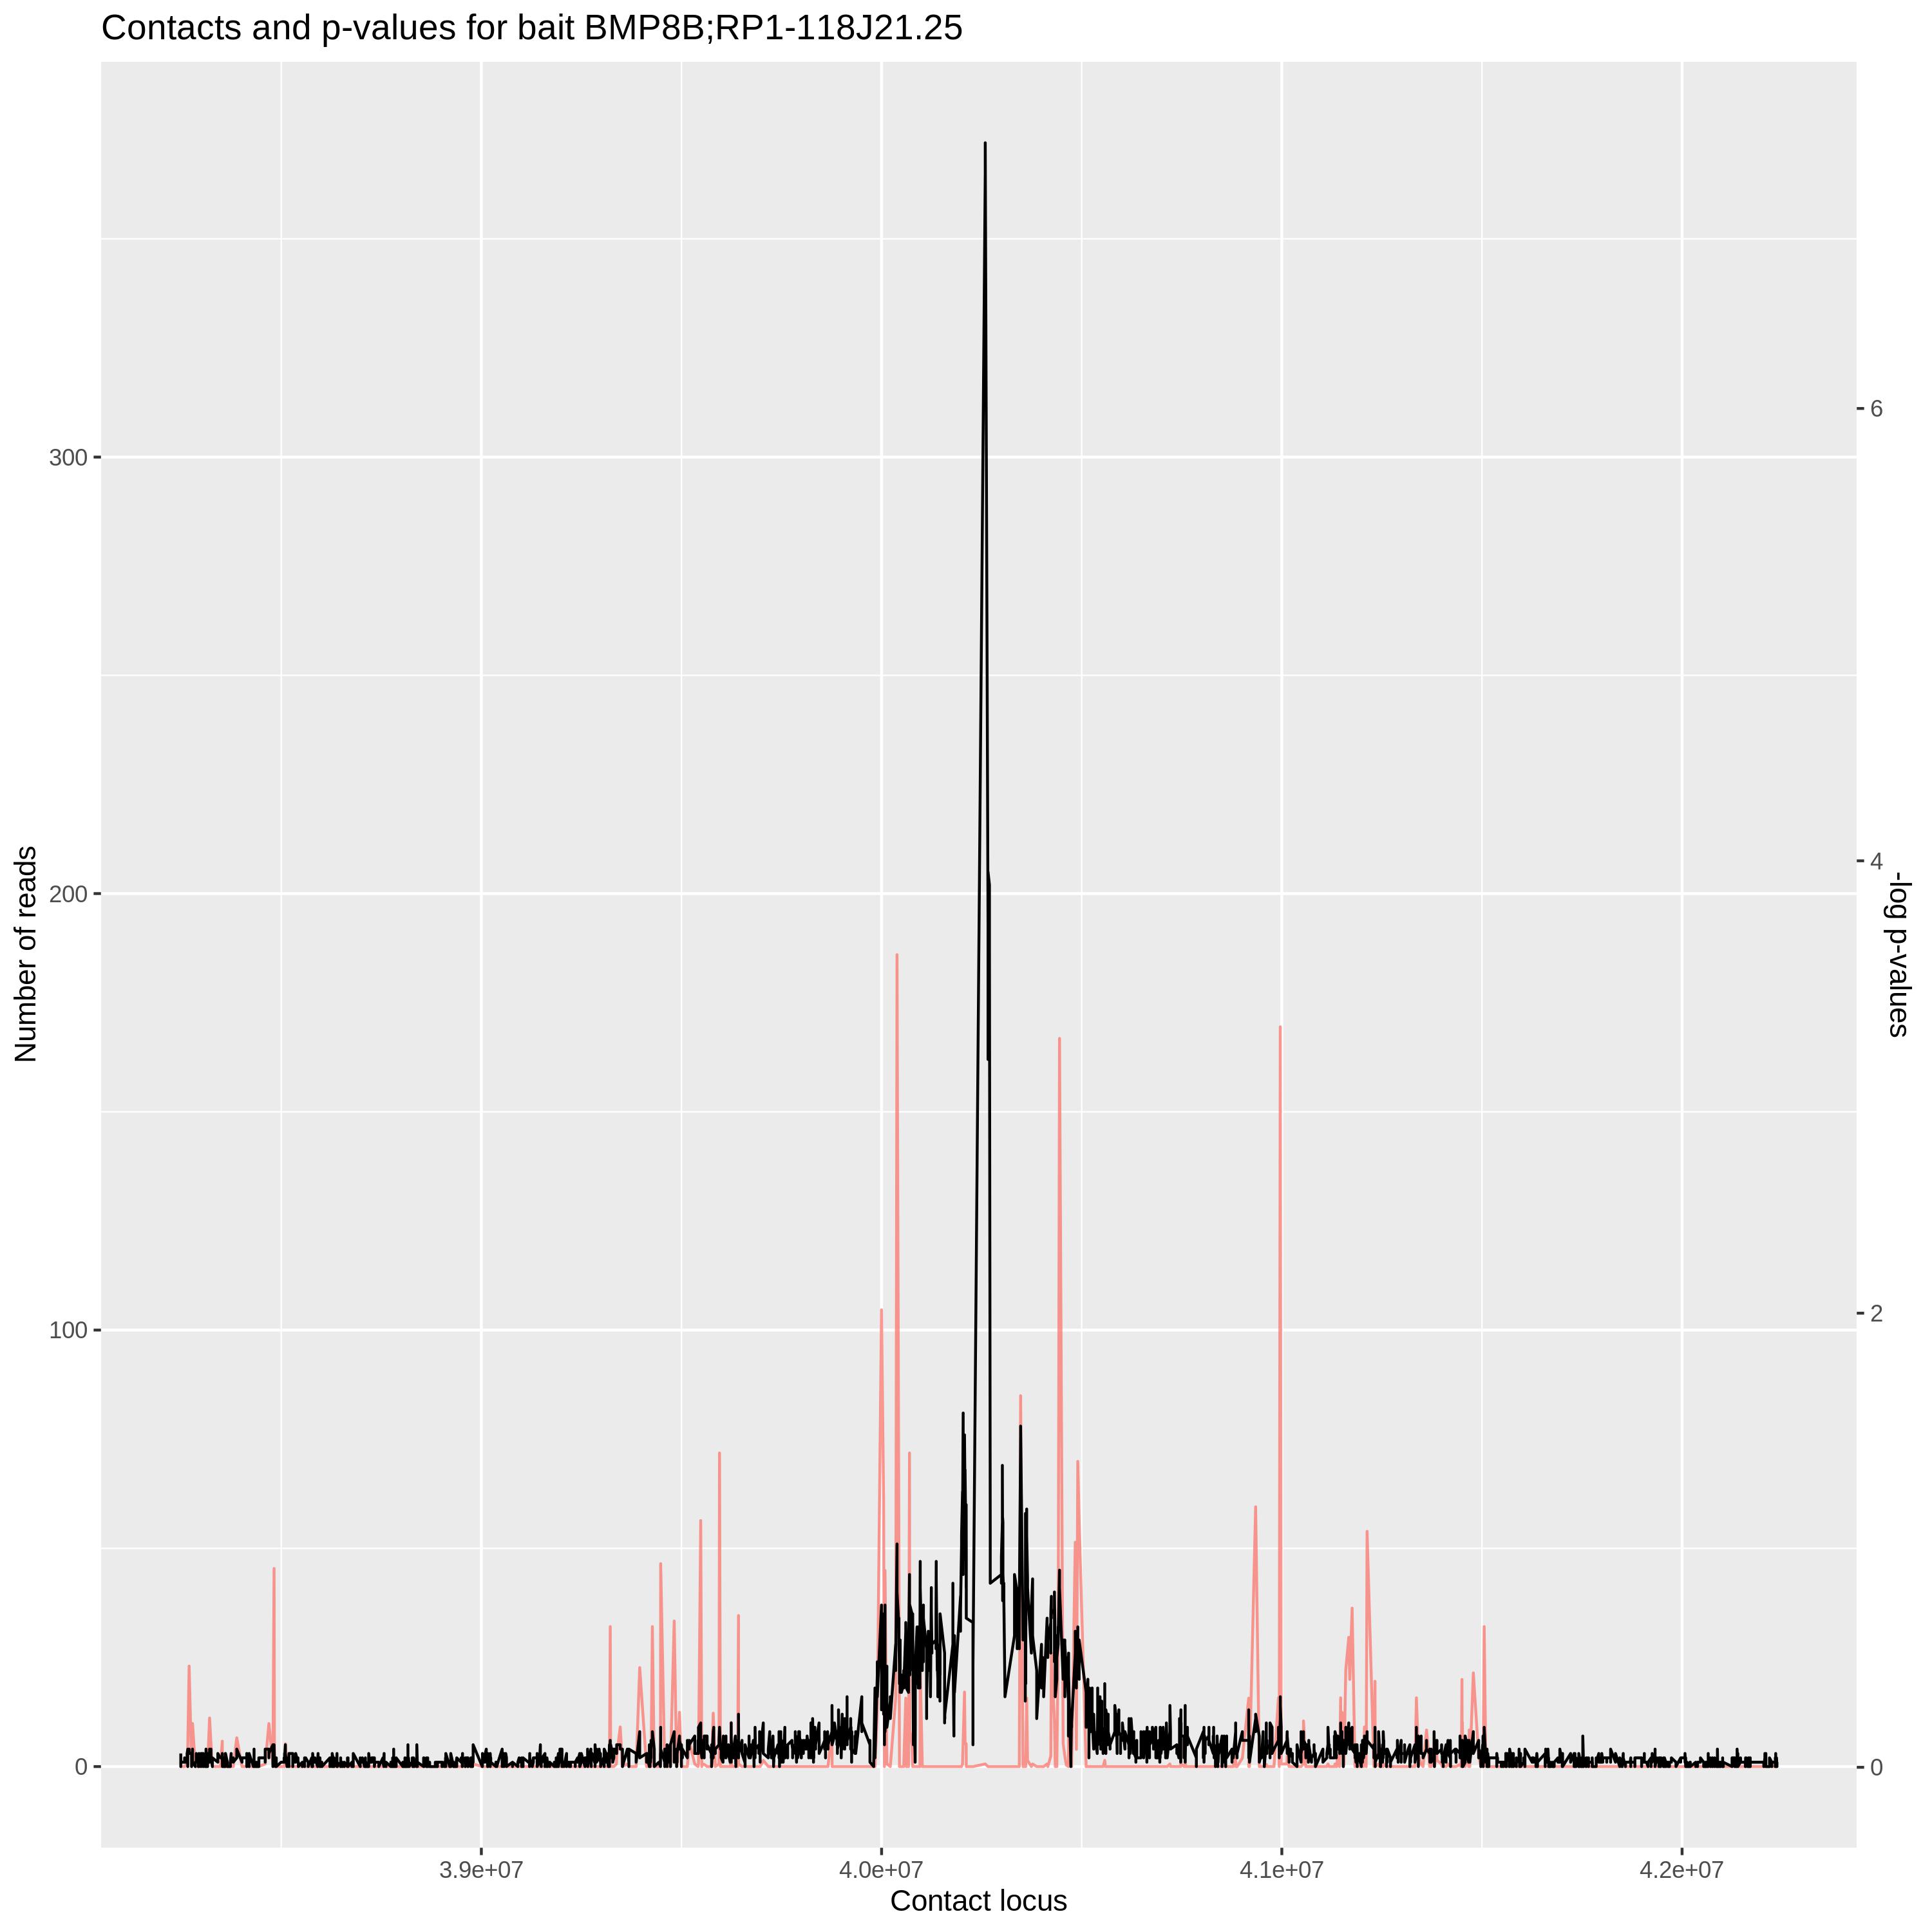 Contacts and p-values for bait BMP8B;RP1-118J21.25
300
200
100
0
Number of reads
6
4
2
0
-log p-values
3.9e+07
4.0e+07
4.1e+07
4.2e+07
Contact locus